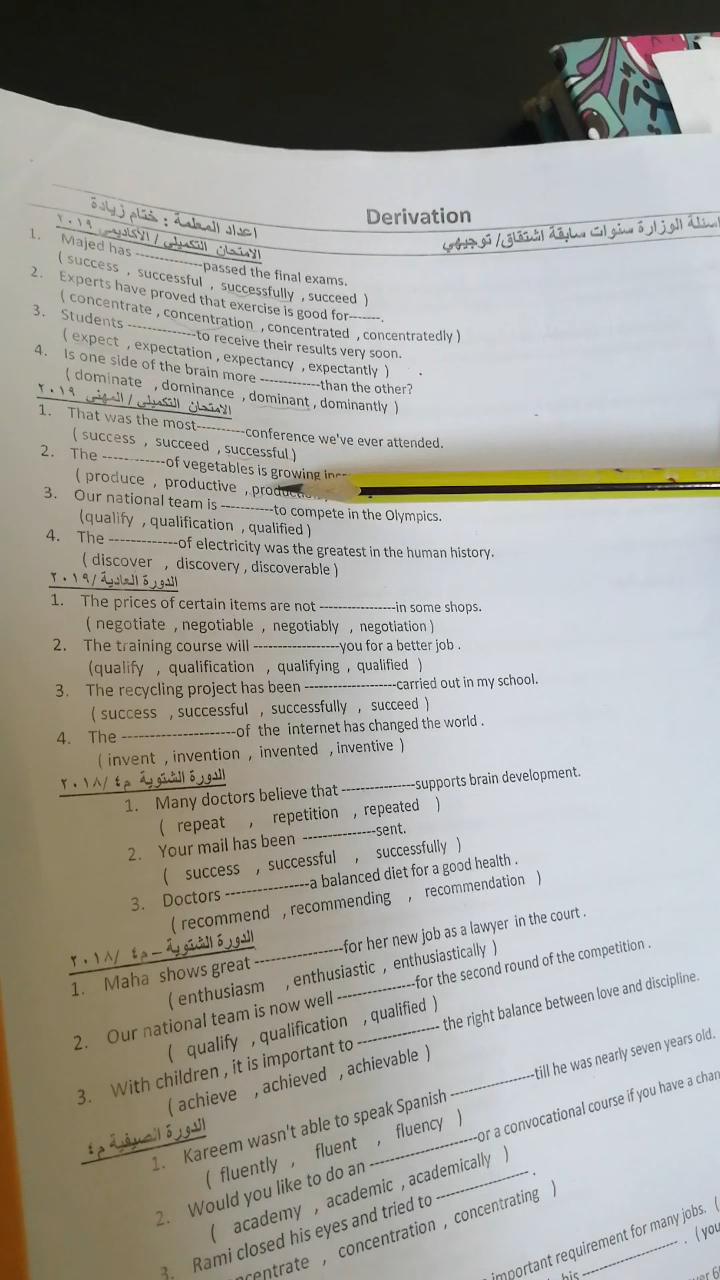 Derivation
اسئلة الوزارة سنوات سابقة اشتقاق/ توجيهي
اعداد المعلمة : ختام زيادة
الامتحان التكميلي / الأكاديمي ٢٠١٩
1. Majed has -------------passed the final exams.
( success , successful , successfully , succeed )
2. Experts have proved that exercise is good for-------.
( concentrate , concentration , concentrated , concentratedly )
3. Students -------------to receive their results very soon.
( expect , expectation , expectancy , expectantly )
4. Is one side of the brain more ------------than the other?
( dominate , dominance , dominant , dominantly )
الامتحان التكميلي / المهني ٢٠١٩
1. That was the most----------conference we've ever attended.
( success , succeed , successful )
2. The ------------of vegetables is growing
( produce , productive ,
3. Our national team is -----------to compete in the Olympics.
(qualify , qualification , qualified )
4. The --------------of electricity was the greatest in the human history.
( discover , discovery , discoverable )
الدورة العادية /٢٠١٩
1. The prices of certain items are not -----------------in some shops.
( negotiate , negotiable , negotiably , negotiation )
2. The training course will -------------------you for a better job .
(qualify , qualification , qualifying , qualified )
3. The recycling project has been --------------------carried out in my school.
( success , successful , successfully , succeed )
4. The -----------------------of the internet has changed the world .
( invent , invention , invented , inventive )
الدورة الشتوية م٤ /٢٠١٨
1. Many doctors believe that ---------------supports brain development.
( repeat , repetition , repeated )
2. Your mail has been ---------------sent.
( success , successful , successfully )
3. Doctors -----------------a balanced diet for a good health .
( recommend , recommending , recommendation )
الدورة الشتوية – م٤ /٢٠١٨
1. Maha shows great ------------------for her new job as a lawyer in the court .
( enthusiasm , enthusiastic , enthusiastically )
2. Our national team is now well ----------------for the second round of the competition .
( qualify , qualification , qualified )
3. With children , it is important to ----------------- the right balance between love and discipline.
( achieve , achieved , achievable )
الدورة الصيفية م٤
1. Kareem wasn't able to speak Spanish -----------------till he was nearly seven years old.
( fluently , fluent , fluency )
2. Would you like to do an ----------------------or a convocational course if you have a
( academy , academic , academically )
3. Rami closed his eyes and tried to -------------------.
, concentration , concentrating )
important requirement for many jobs. (
--------------------. (